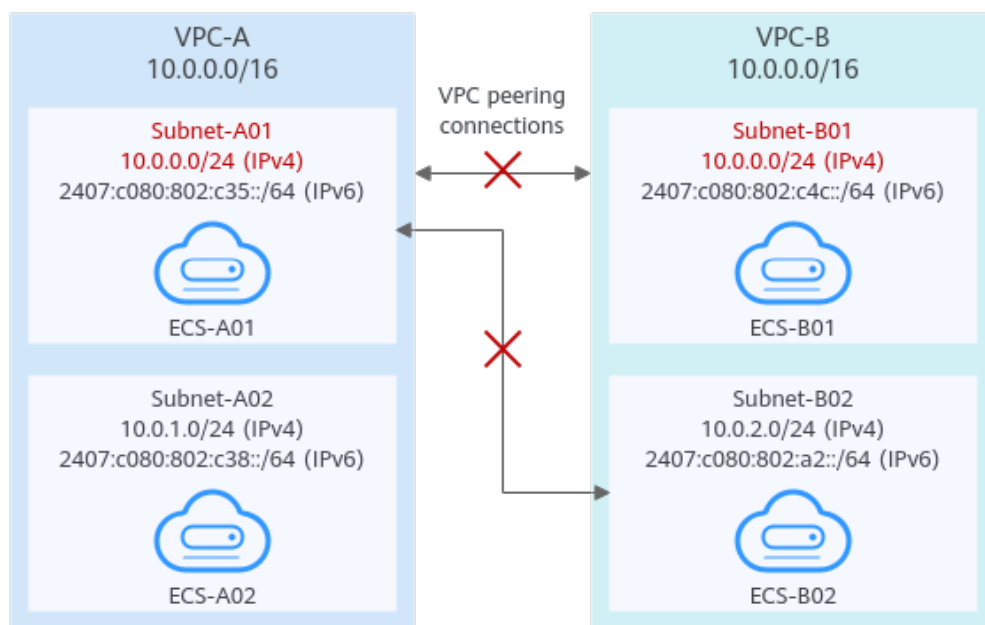 VPC-A
10.0.0.0/16
Subnet-A01
10.0.0.0/24 (IPv4)
2407:c080:802:c35::/64 (IPv6)
ECS-A01
Subnet-A02
10.0.1.0/24 (IPv4)
2407:c080:802:c38::/64 (IPv6)
ECS-A02
VPC peering
connections
VPC-B
10.0.0.0/16
Subnet-B01
10.0.0.0/24 (IPv4)
2407:c080:802:c4c::/64 (IPv6)
ECS-B01
Subnet-B02
10.0.2.0/24 (IPv4)
2407:c080:802:a2::/64 (IPv6)
ECS-B02